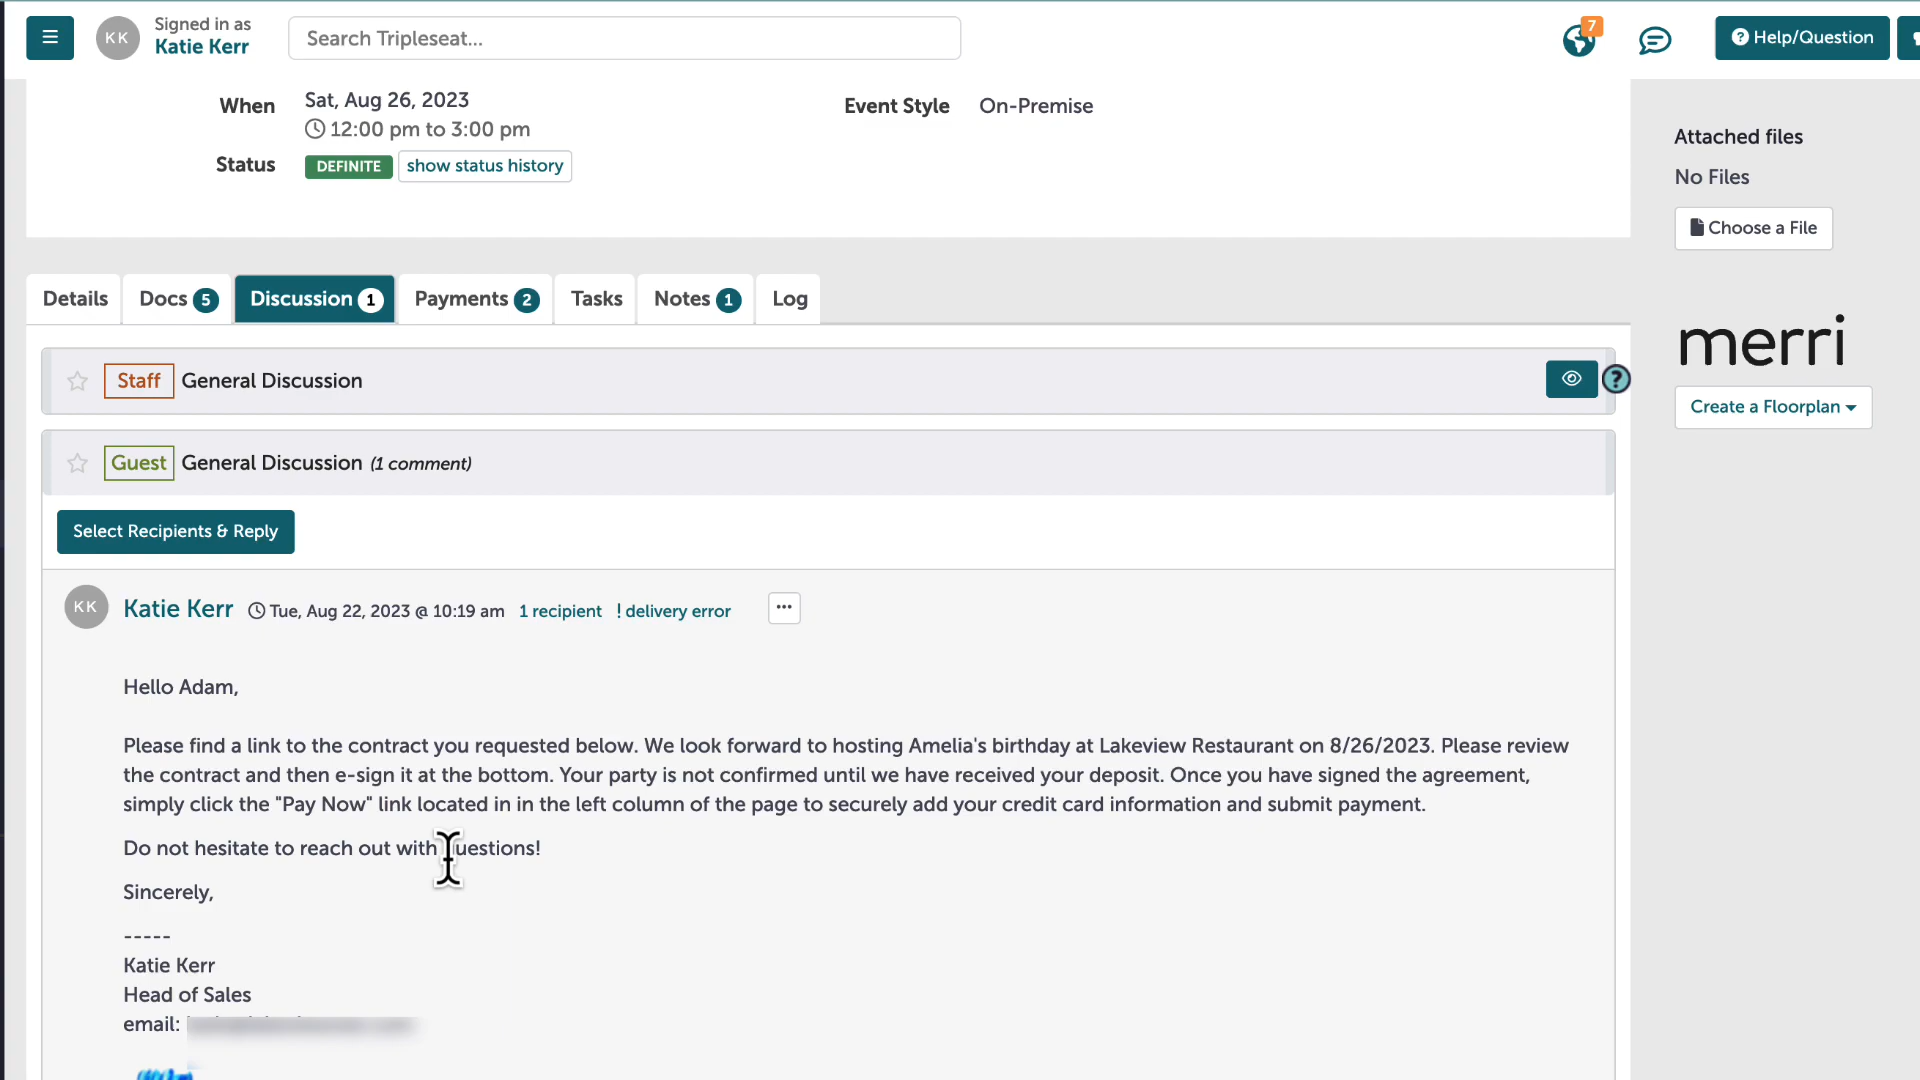 KK
Signed in as
Katie Kerr
Search Tripleseat...
7
Help/Question
When
Sat, Aug 26, 2023
12:00 pm to 3:00 pm
Event Style On-Premise
Status
DEFINITE show status history
Attached files
No Files
Choose a File
Details Docs 5 Discussion 1 Payments 2 Tasks Notes 1 Log
merri
Create a Floorplan
Staff General Discussion
?
Guest General Discussion (1 comment)
Select Recipients & Reply
KK Katie Kerr Tue, Aug 22, 2023 @ 10:19 am 1 recipient ! delivery error ...
Hello Adam,
Please find a link to the contract you requested below. We look forward to hosting Amelia's birthday at Lakeview Restaurant on 8/26/2023. Please review
the contract and then e-sign it at the bottom. Your party is not confirmed until we have received your deposit. Once you have signed the agreement,
simply click the "Pay Now" link located in in the left column of the page to securely add your credit card information and submit payment.
Do not hesitate to reach out with questions!
Sincerely,
-----
Katie Kerr
Head of Sales
email: